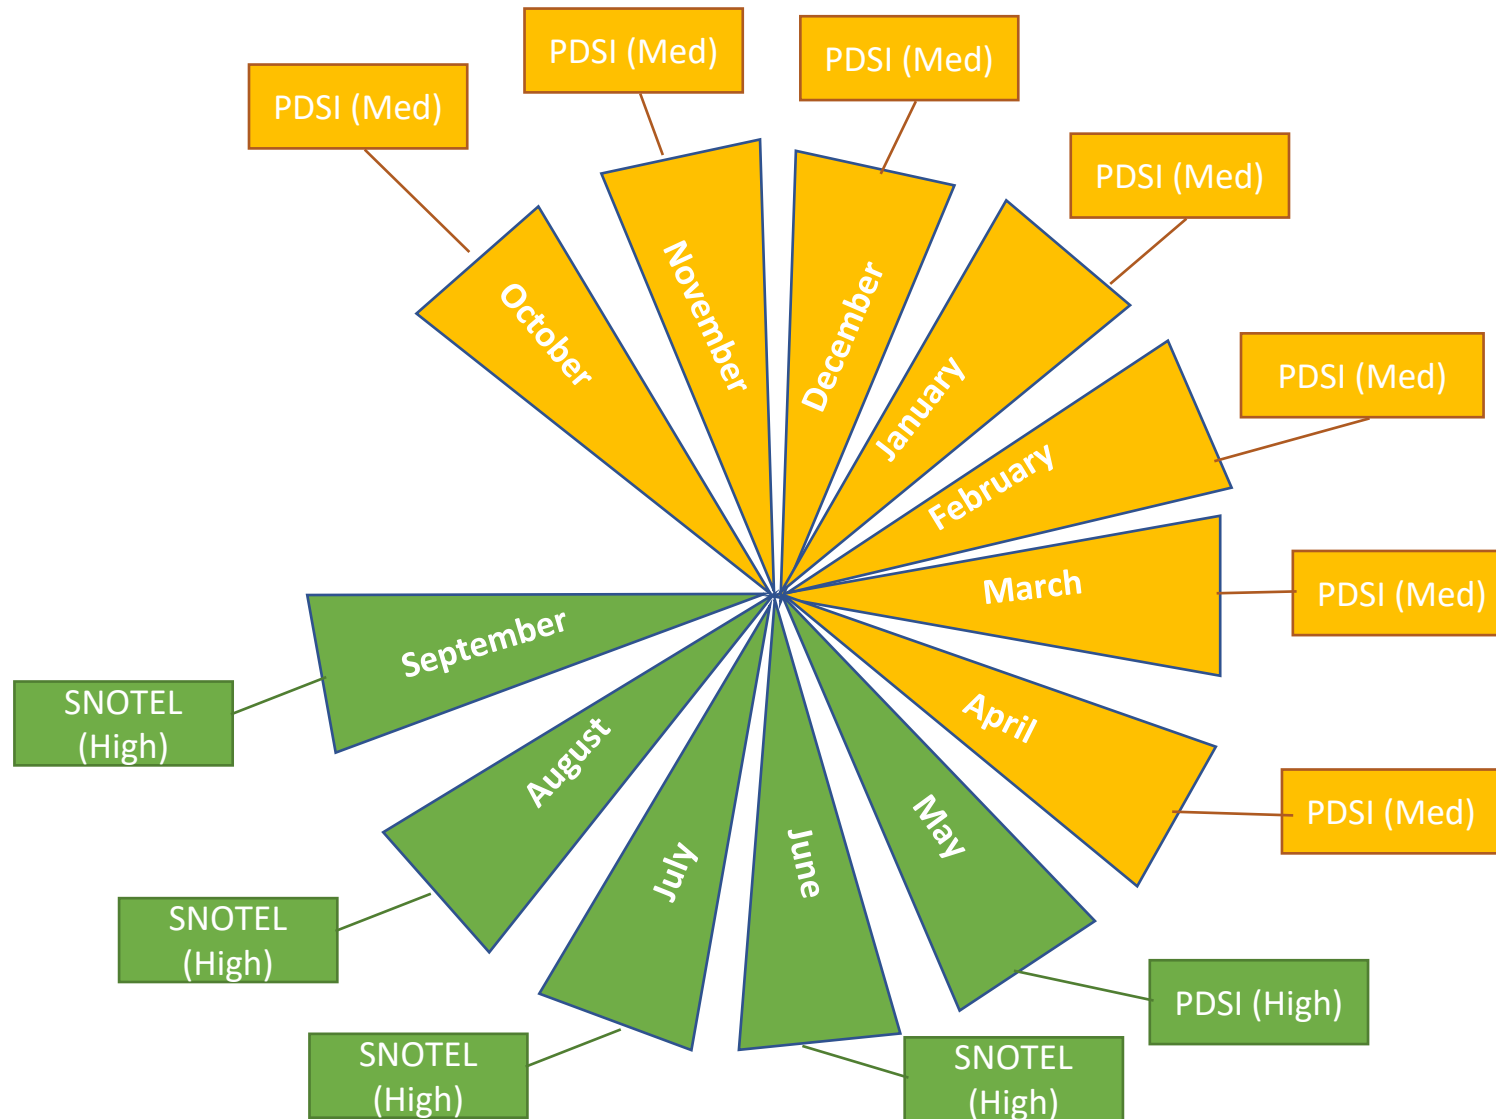 PDSI (Med)
PDSI (Med)
PDSI (Med)
PDSI (Med)
PDSI (Med)
PDSI (Med)
PDSI (Med)
October
November
December
January
February
March
April
May
June
July
August
September
PDSI (High)
SNOTEL
(High)
SNOTEL
(High)
SNOTEL
(High)
SNOTEL
(High)